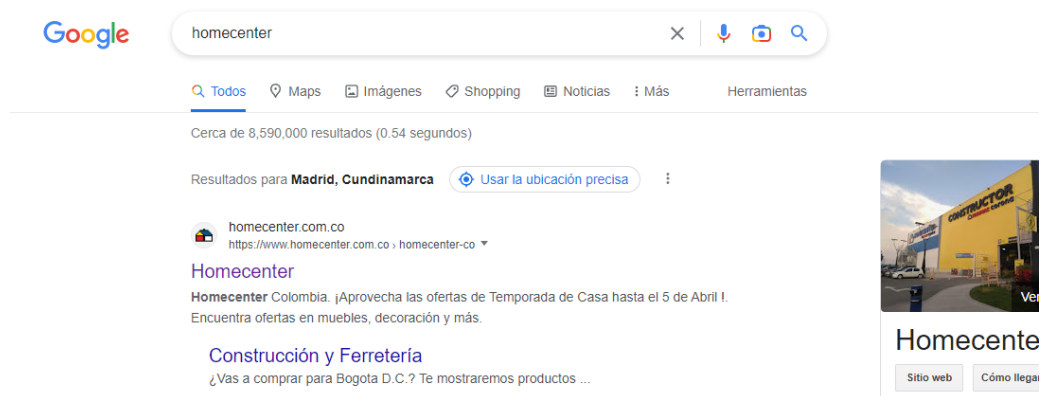 Google
homecenter
Todos
Maps
Imágenes
Shopping
Noticias
Más
Herramientas
Cerca de 8,590,000 resultados (0.54 segundos)
Resultados para Madrid, Cundinamarca
Usar la ubicación precisa
homecenter.com.co
https://www.homecenter.com.co › homecenter-co
Homecenter
Homecenter Colombia. ¡Aprovecha las ofertas de Temporada de Casa hasta el 5 de Abril !.
Encuentra ofertas en muebles, decoración y más.
Construcción y Ferretería
¿Vas a comprar para Bogota D.C.? Te mostraremos productos ...
CONSTRUCTOR
Ver
Homecente
Sitio web
Cómo llegar